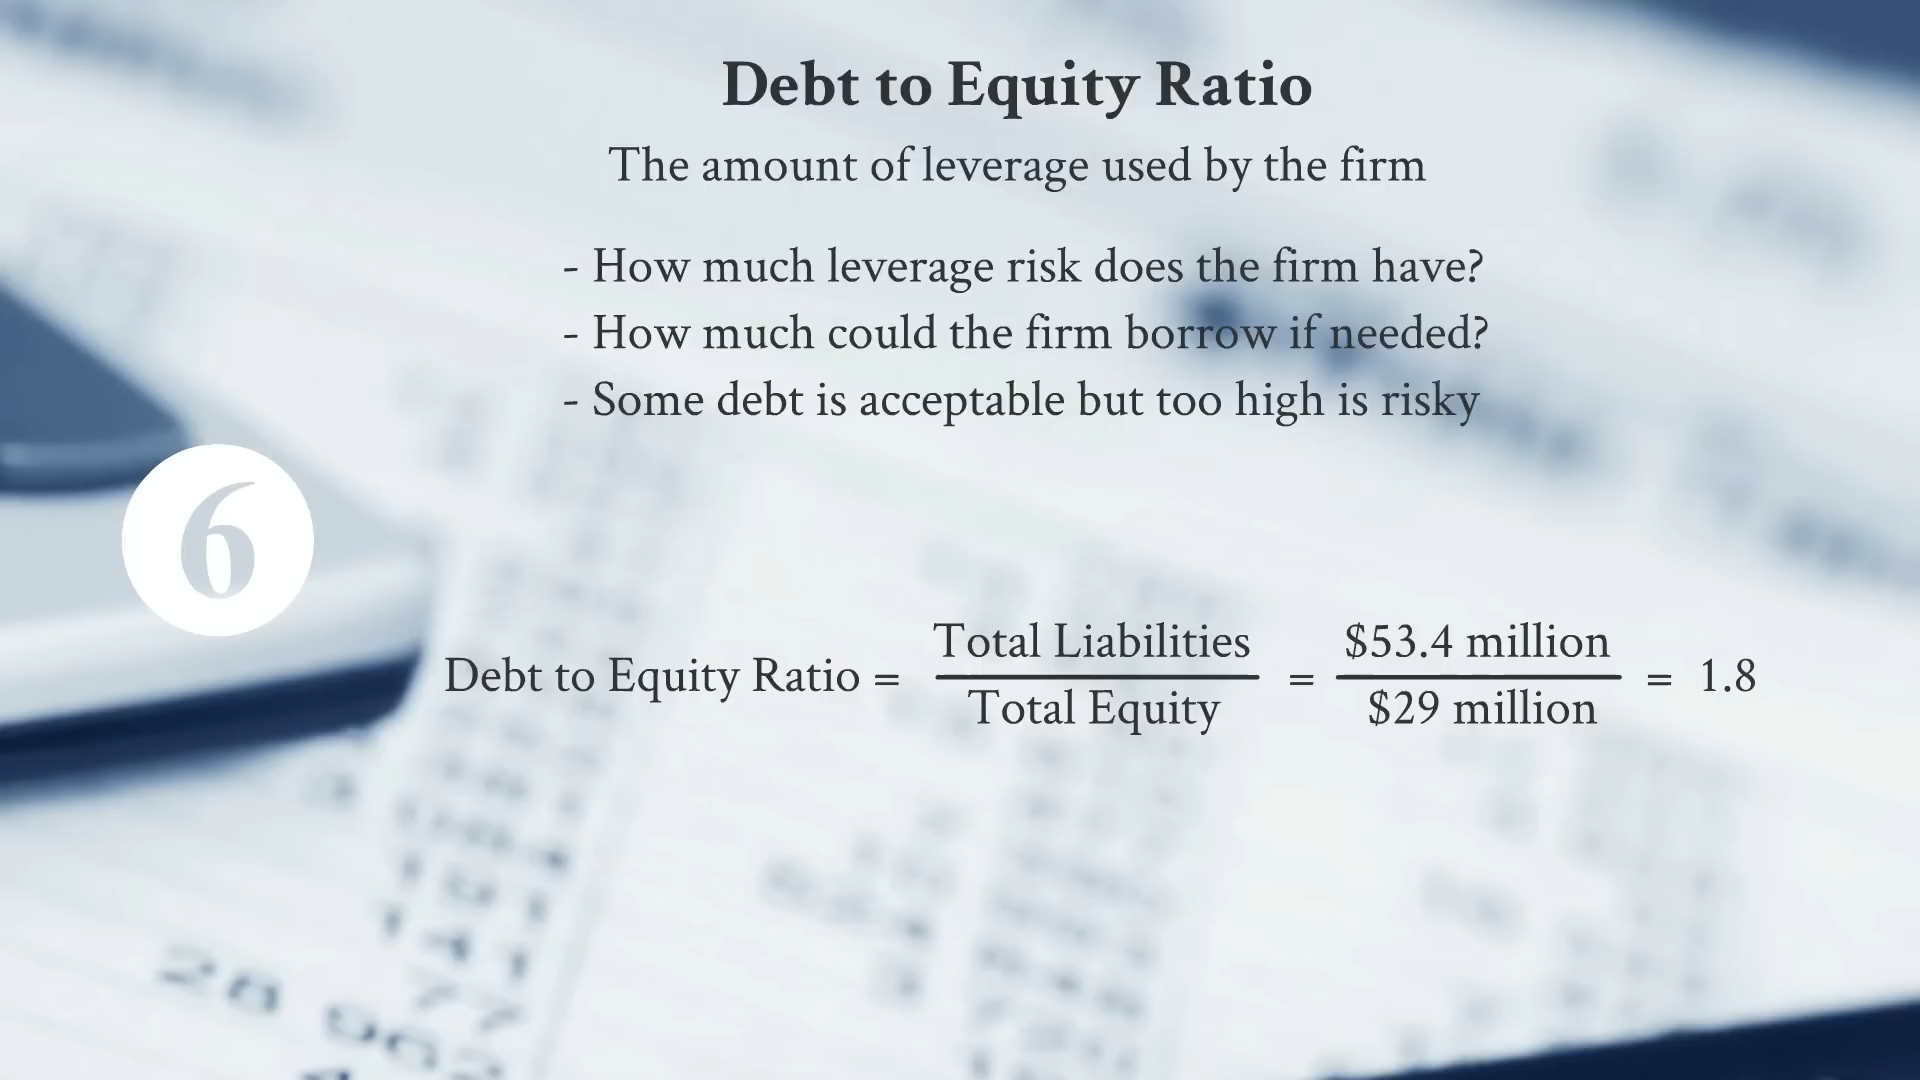 Debt to Equity Ratio
The amount of leverage used by the firm
- How much leverage risk does the firm have?
- How much could the firm borrow if needed?
- Some debt is acceptable but too high is risky
6
Debt to Equity Ratio = Total Liabilities / Total Equity = $53.4 million / $29 million = 1.8